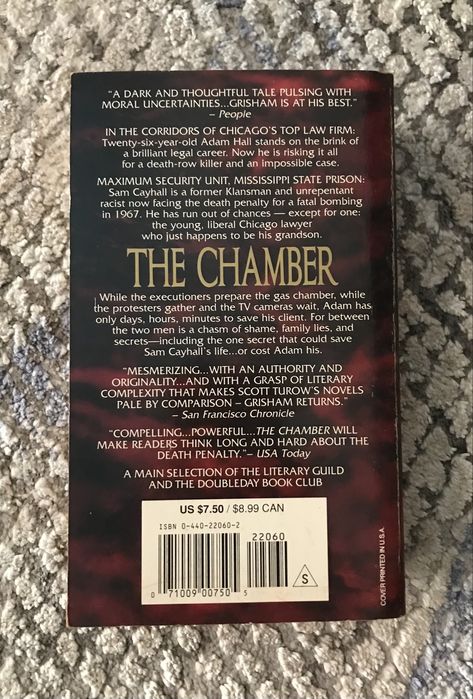 "A DARK AND THOUGHTFUL TALE PULSING WITH
MORAL UNCERTAINTIES...GRISHAM IS AT HIS BEST."
– People
IN THE CORRIDORS OF CHICAGO'S TOP LAW FIRM:
Twenty-six-year-old Adam Hall stands on the brink of
a brilliant legal career. Now he is risking it all
for a death-row killer and an impossible case.
MAXIMUM SECURITY UNIT, MISSISSIPPI STATE PRISON:
Sam Cayhall is a former Klansman and unrepentant
racist now facing the death penalty for a fatal bombing
in 1967. He has run out of chances — except for one:
the young, liberal Chicago lawyer
who just happens to be his grandson.
THE CHAMBER
While the executioners prepare the gas chamber, while
the protesters gather and the TV cameras wait, Adam has
only days, hours, minutes to save his client. For between
the two men is a chasm of shame, family lies, and
secrets—including the one secret that could save
Sam Cayhall's life...or cost Adam his.
"MESMERIZING...WITH AN AUTHORITY AND
ORIGINALITY...AND WITH A GRASP OF LITERARY
COMPLEXITY THAT MAKES SCOTT TUROW'S NOVELS
PALE BY COMPARISON – GRISHAM RETURNS."
– San Francisco Chronicle
"COMPELLING...POWERFUL...THE CHAMBER WILL
MAKE READERS THINK LONG AND HARD ABOUT THE
DEATH PENALTY."– USA Today
A MAIN SELECTION OF THE LITERARY GUILD
AND THE DOUBLEDAY BOOK CLUB
US $7.50 / $8.99 CAN
ISBN 0-440-22060-2
22060
0 71009 00750 5
S
COVER PRINTED IN U.S.A.